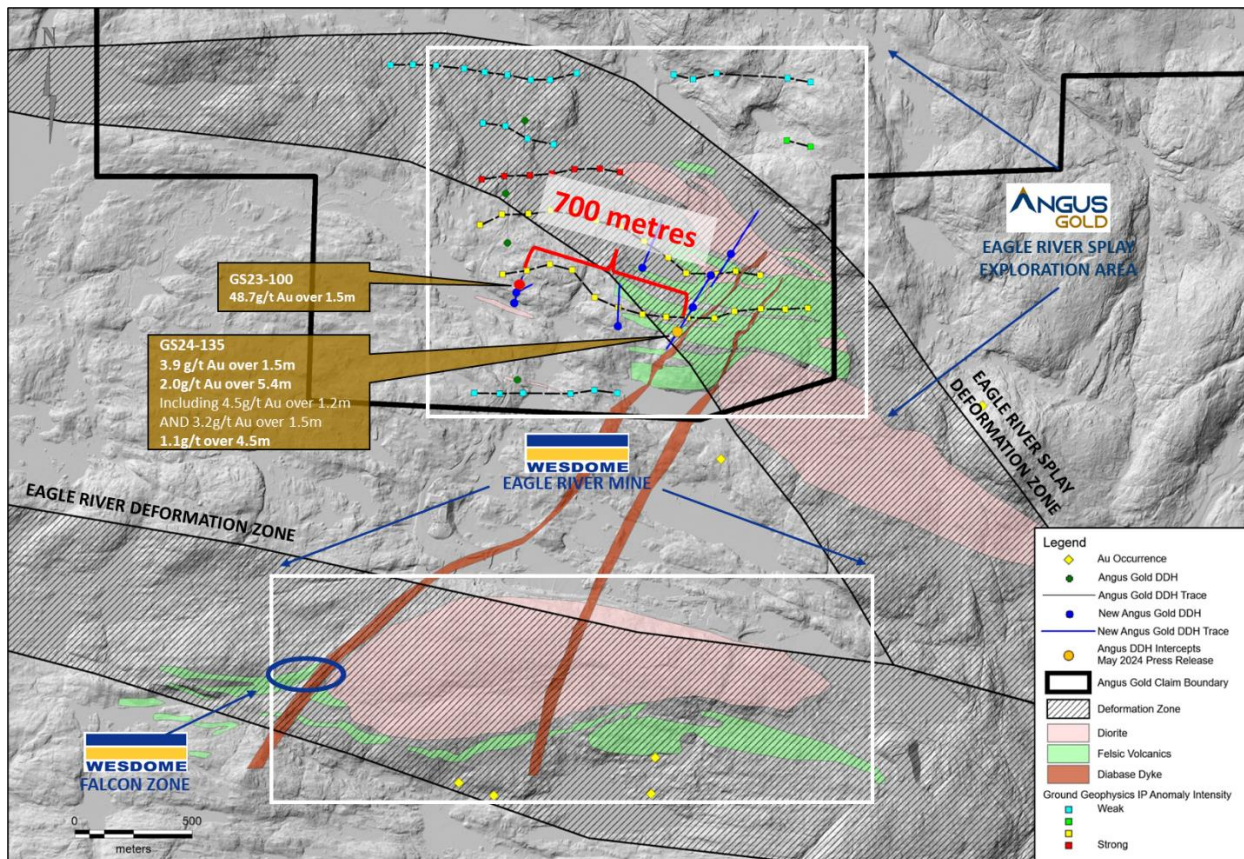 N
700 metres
ANGUS
GOLD
EAGLE RIVER SPLAY
EXPLORATION AREA
GS23-100
48.7g/t Au over 1.5m
GS24-135
3.9 g/t Au over 1.5m
2.0g/t Au over 5.4m
Including 4.5g/t Au over 1.2m
AND 3.2g/t Au over 1.5m
1.1g/t over 4.5m
EAGLE RIVER SPLAY
DEFORMATION ZONE
WESDOME
EAGLE RIVER MINE
EAGLE RIVER DEFORMATION ZONE
WESDOME
FALCON ZONE
0 500
meters
Legend
Au Occurrence
Angus Gold DDH
Angus Gold DDH Trace
New Angus Gold DDH
New Angus Gold DDH Trace
Angus DDH Intercepts
May 2024 Press Release
Angus Gold Claim Boundary
Deformation Zone
Diorite
Felsic Volcanics
Diabase Dyke
Ground Geophysics IP Anomaly Intensity
Weak
Strong